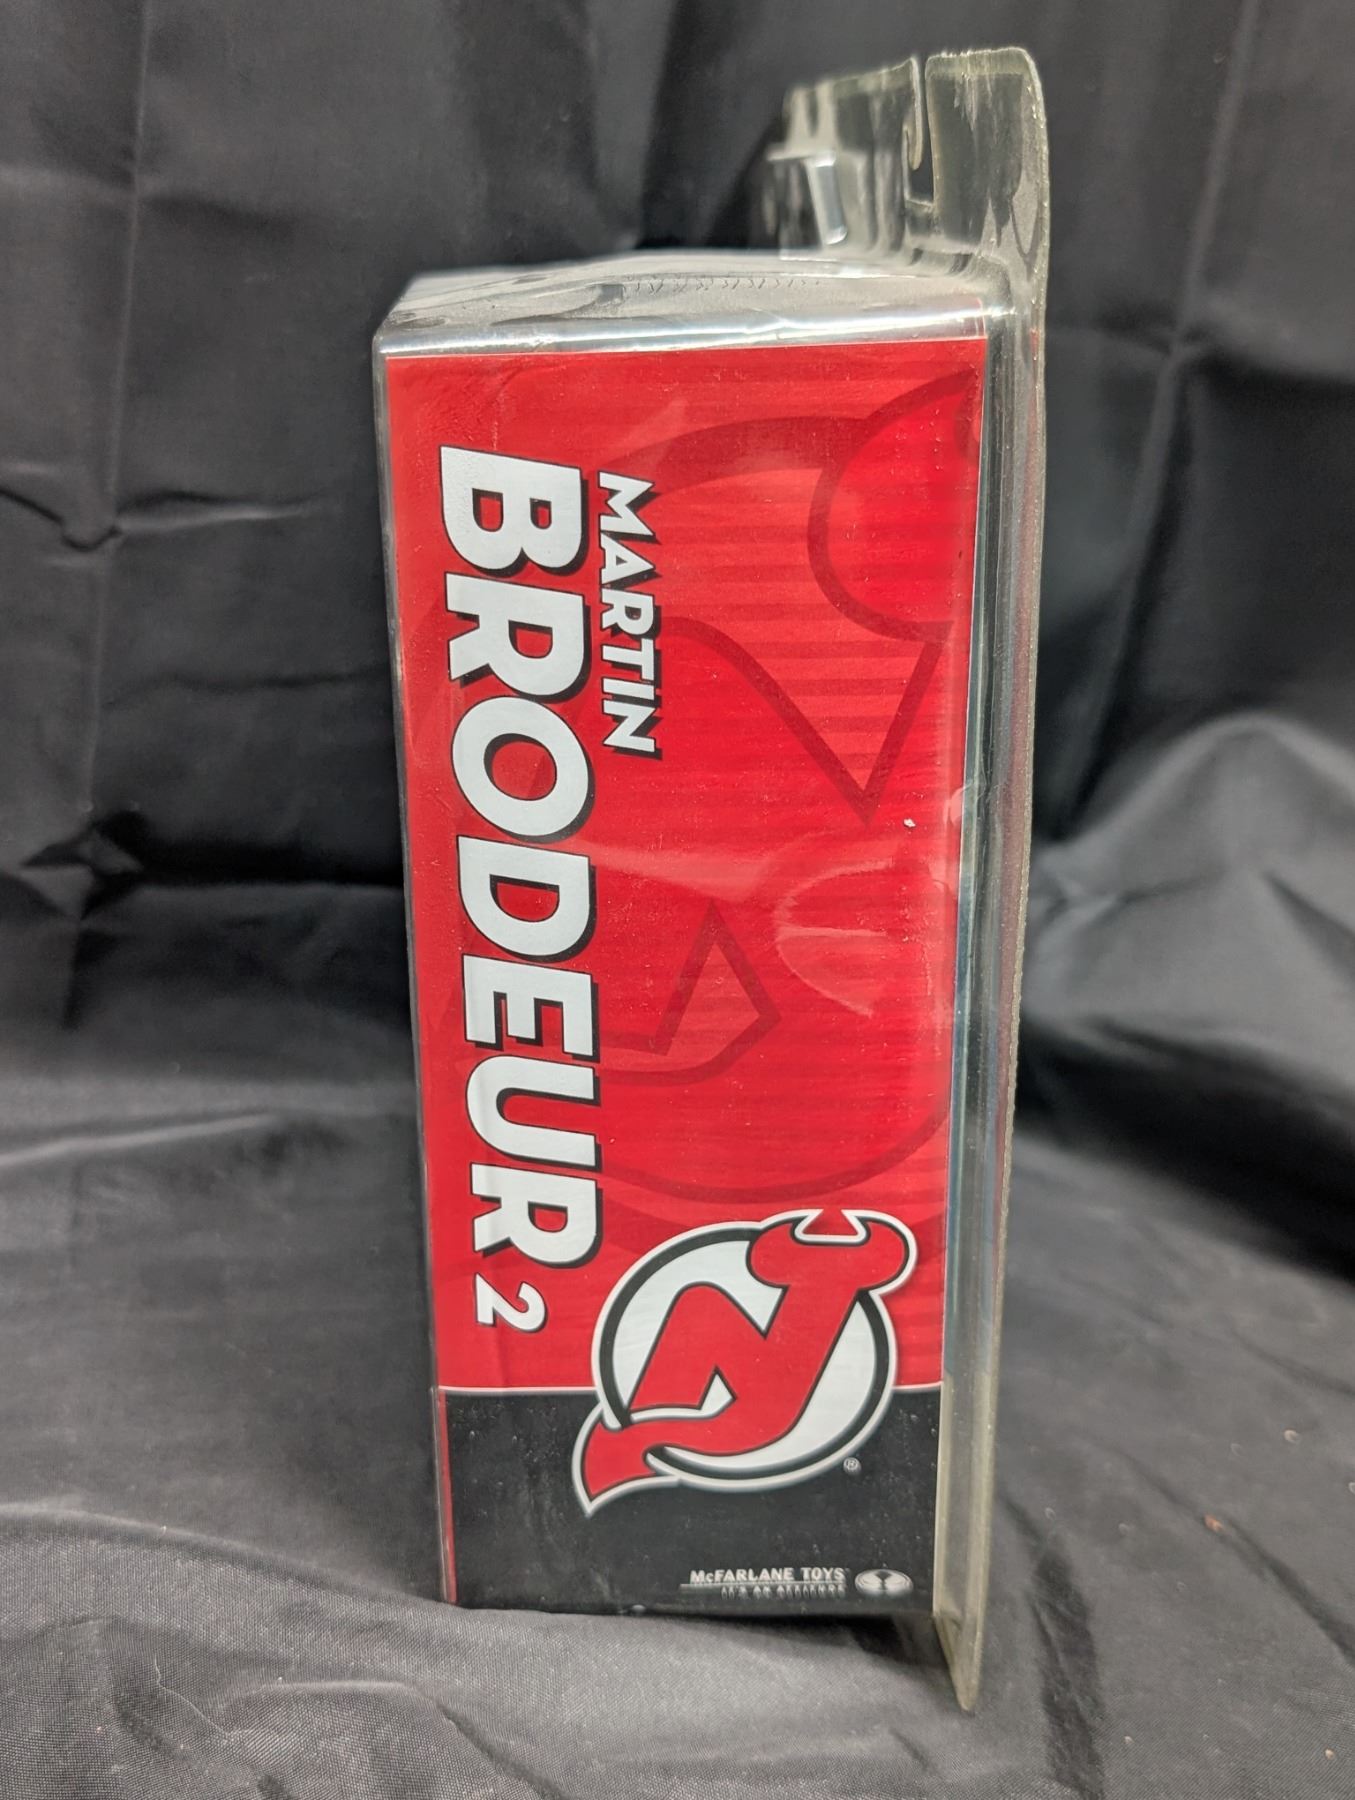 MARTIN
BRODEUR 2
®
McFARLANE TOYS